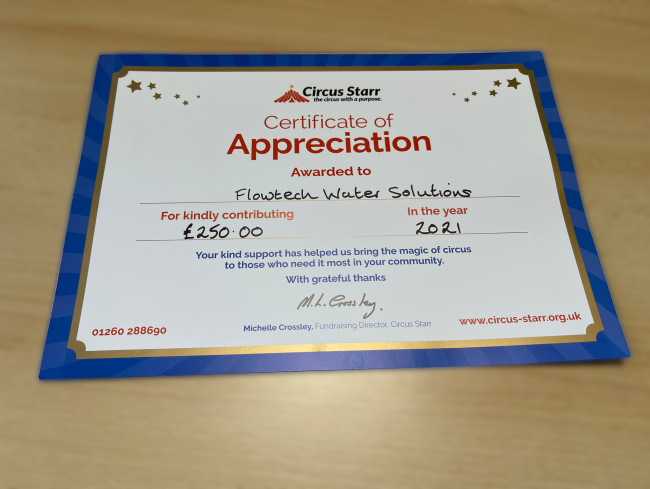 Circus Starr
the circus with a purpose.
Certificate of
Appreciation
Awarded to
Flowtech Water Solutions
For kindly contributing
£250.00
In the year
2021
Your kind support has helped us bring the magic of circus
to those who need it most in your community.
With grateful thanks
M.L. Crossley.
Michelle Crossley, Fundraising Director, Circus Starr
01260 288690
www.circus-starr.org.uk